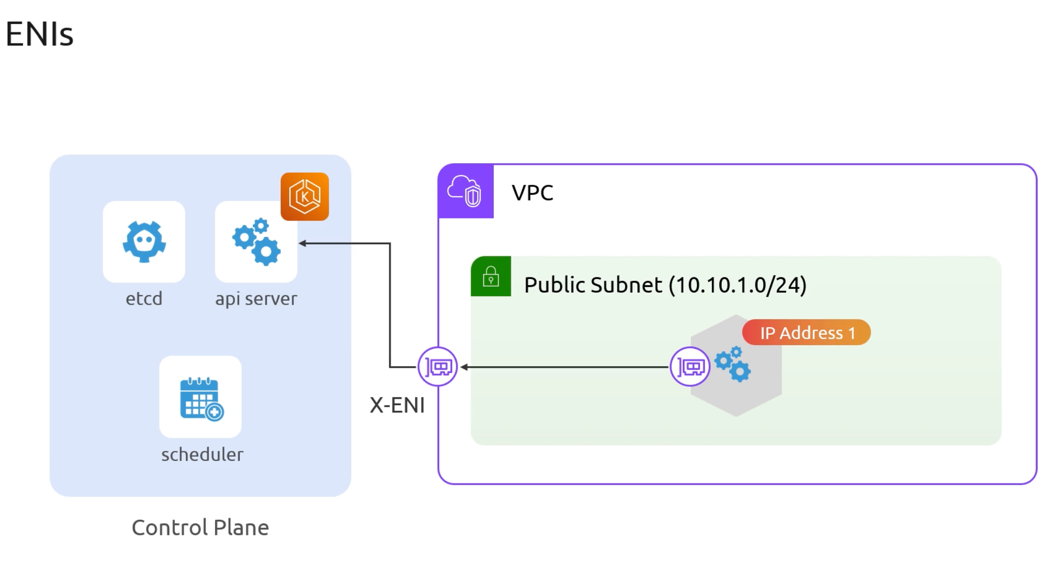 ENIs
VPC
K
etcd
api server
Public Subnet (10.10.1.0/24)
IP Address 1
X-ENI
scheduler
Control Plane